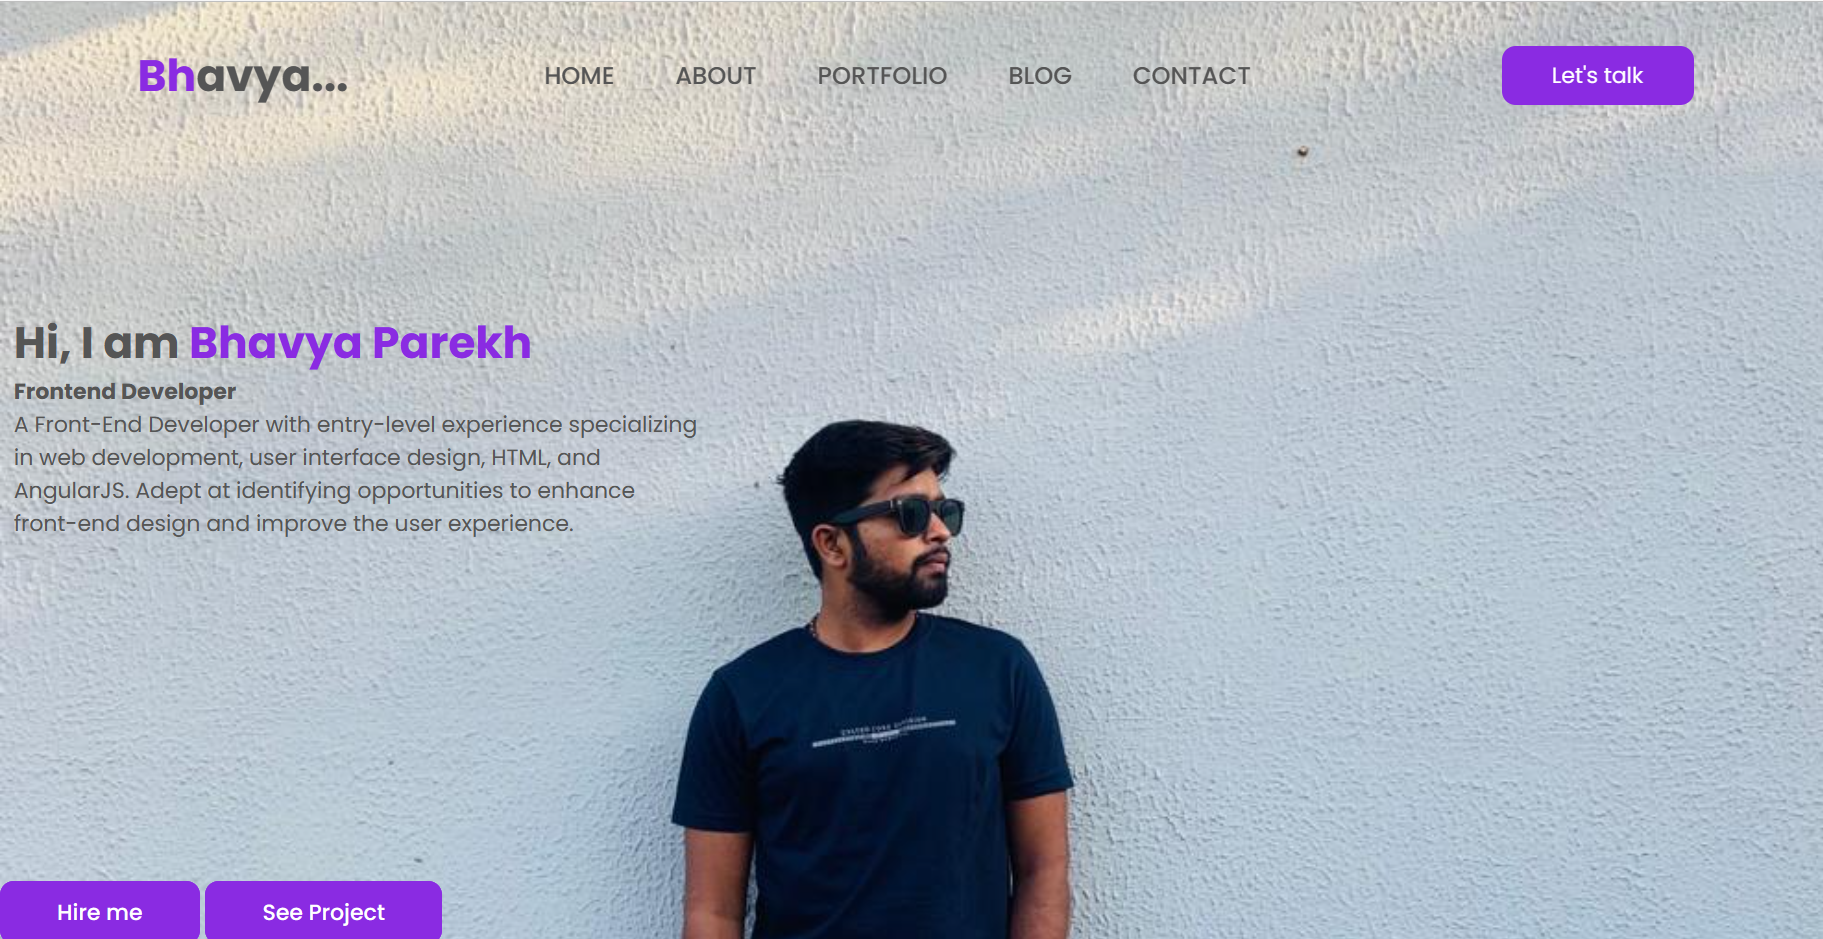 Bhavya... HOME ABOUT PORTFOLIO BLOG CONTACT Let's talk
Hi, I am Bhavya Parekh
Frontend Developer
A Front-End Developer with entry-level experience specializing
in web development, user interface design, HTML, and
AngularJS. Adept at identifying opportunities to enhance
front-end design and improve the user experience.
Hire me See Project